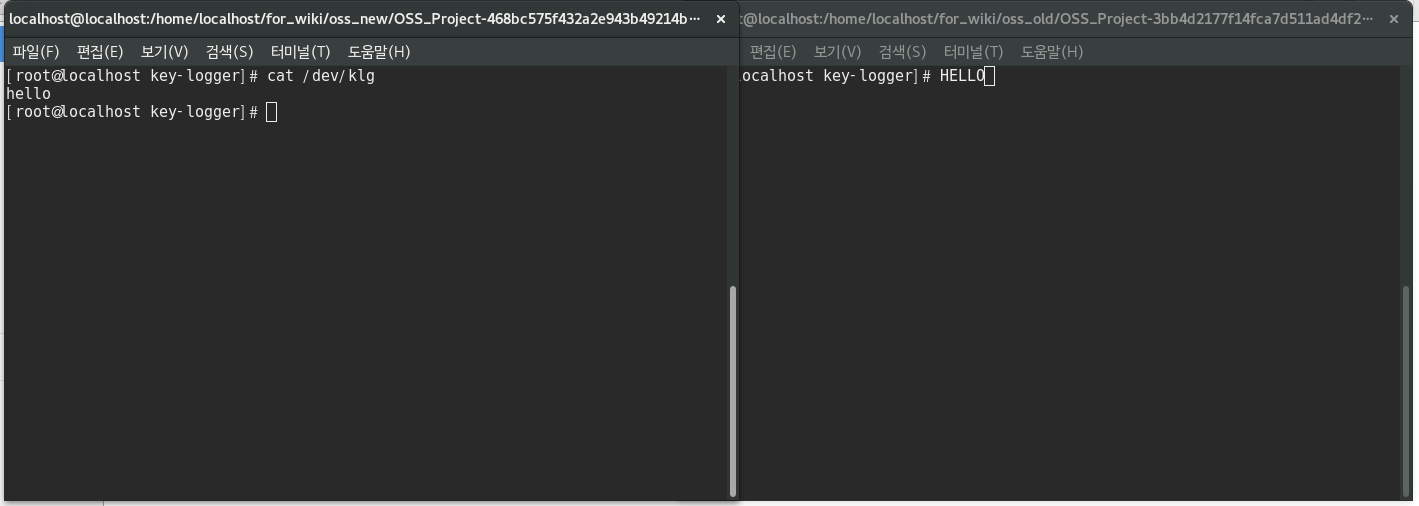 localhost@localhost:/home/localhost/for_wiki/oss_new/OSS_Project-468bc575f432a2e943b49214b···
파일(F) 편집(E) 보기(V) 검색(S) 터미널(T) 도움말(H)
[root@localhost key-logger]# cat /dev/klg
hello
[root@localhost key-logger]#
t@localhost:/home/localhost/for_wiki/oss_old/OSS_Project-3bb4d2177f14fca7d511ad4df2···
편집(E) 보기(V) 검색(S) 터미널(T) 도움말(H)
localhost key-logger]# HELLO